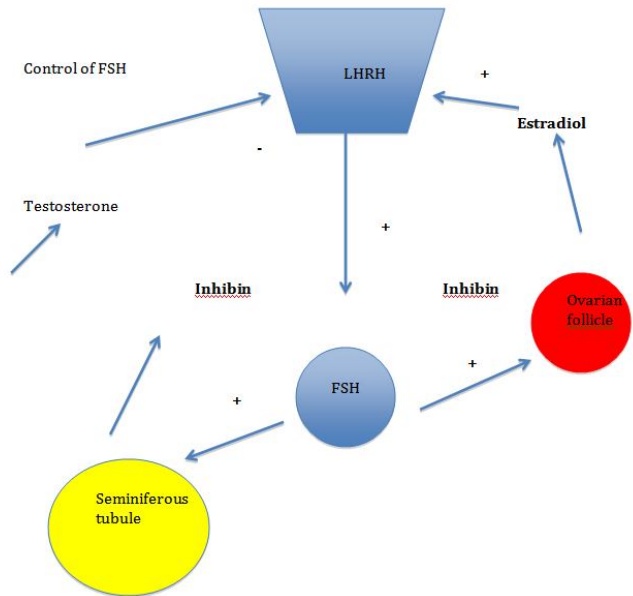 Control of FSH
LHRH
+
Estradiol
-
Testosterone
+
Inhibin
Inhibin
Ovarian
follicle
+
FSH
+
Seminiferous
tubule